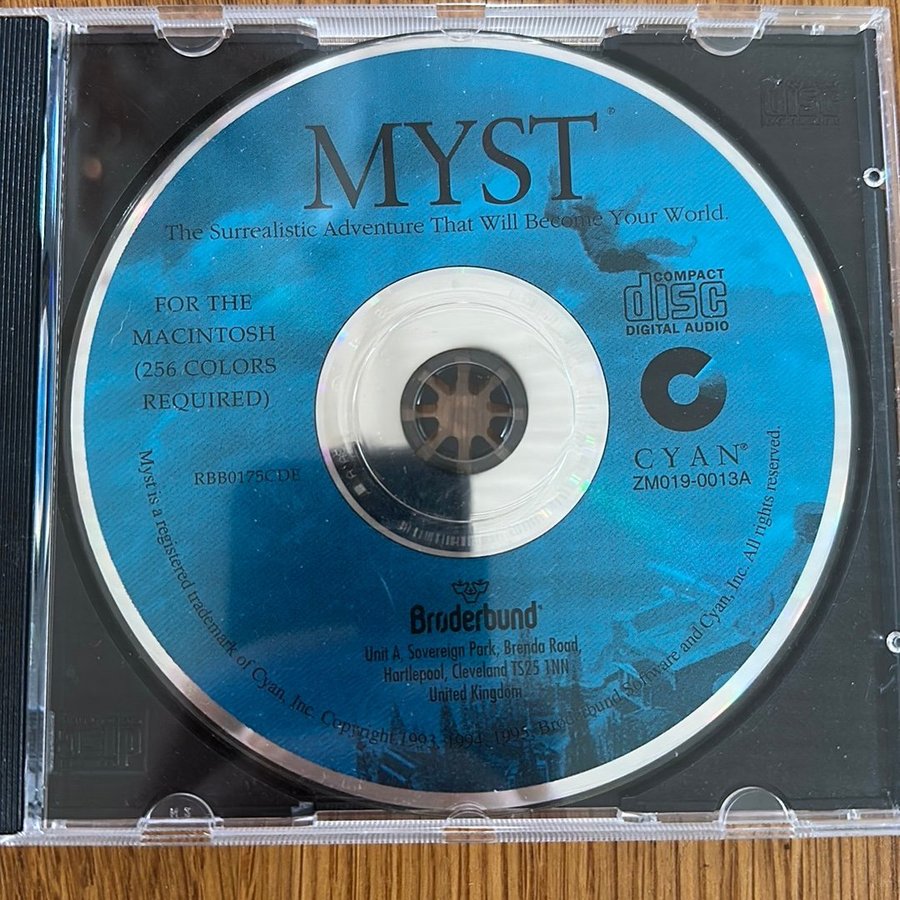 MYST®
The Surrealistic Adventure That Will Become Your World.
FOR THE
MACINTOSH
(256 COLORS
REQUIRED)
RBB0175CDE
COMPACT
disc
DIGITAL AUDIO
CYAN®
ZM019-0013A
Brøderbund®
Unit A, Sovereign Park, Brenda Road,
Hartlepool, Cleveland TS25 1NN
United Kingdom
Myst is a registered trademark of Cyan, Inc. Copyright 1993, 1994, 1995, Brøderbund Software and Cyan, Inc. All rights reserved.